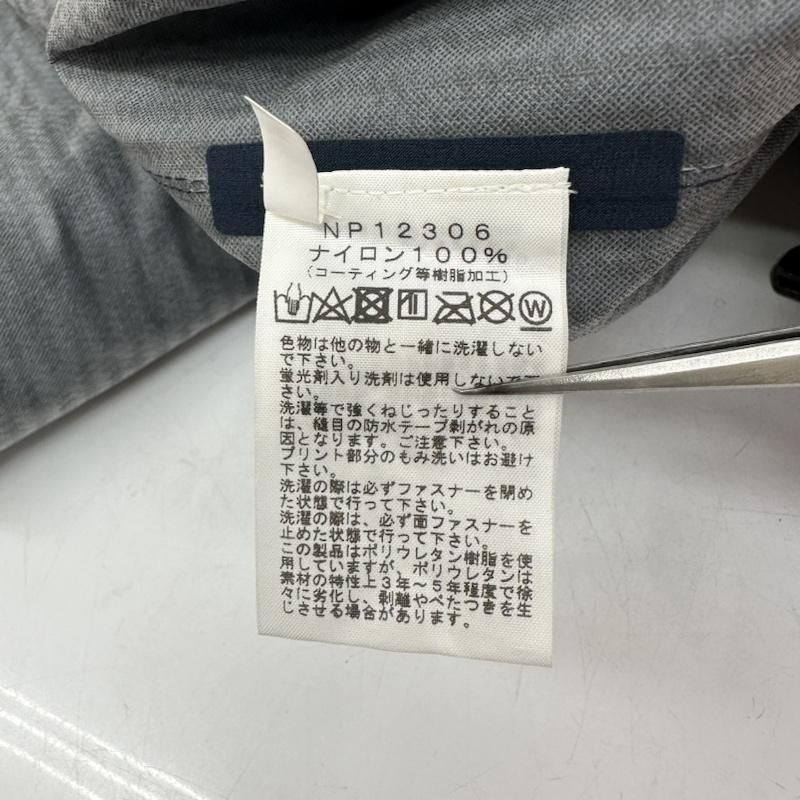 NP12306
ナイロン100%
(コーティング等樹脂加工)
W
色物は他の物と一緒に洗濯しない
で下さい。
蛍光剤入り洗剤は使用しないで下
さい。
洗濯等で強くねじったりすること
は、縫目の防水テープ剥がれの原
因となります。ご注意下さい。
プリント部分のもみ洗いはお避け
下さい。
洗濯の際は必ずファスナーを閉め
た状態で行って下さい。
洗濯の際は、必ず面ファスナーを
止めた状態で行って下さい。
この製品はポリウレタン樹脂を使
用していますが、ポリウレタンは
素材の特性上3年～5年程度で徐
々に劣化し、剥離やべたつきを生
じさせる場合があります。